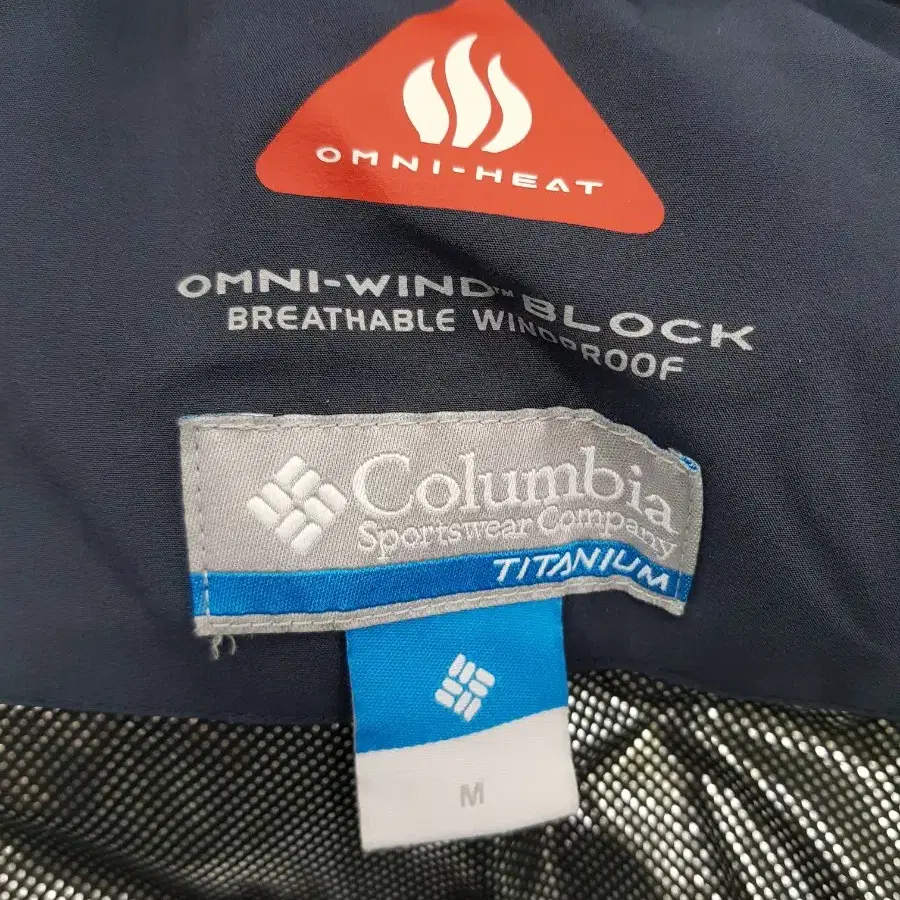 OMNI-HEAT
OMNI-WIND™ BLOCK
BREATHABLE WINDPROOF
Columbia
Sportswear Company
TITANIUM
M